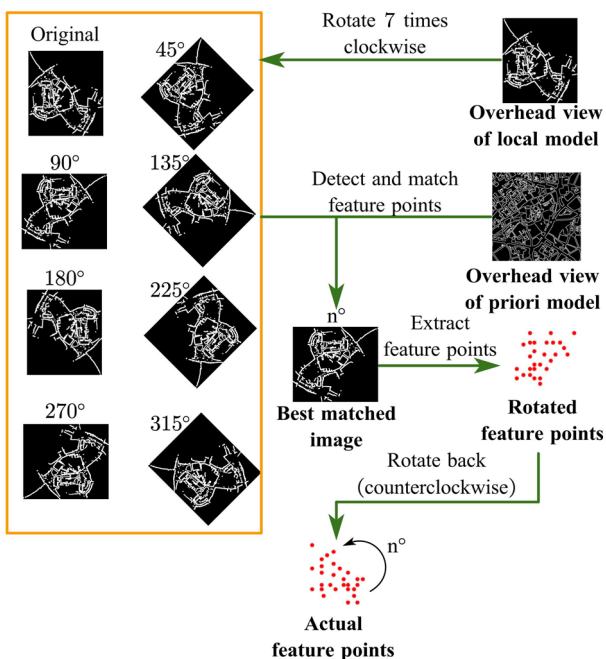 Original
45°
90°
135°
180°
225°
270°
315°
Rotate 7 times
clockwise
Overhead view
of local model
Detect and match
feature points
Overhead view
of priori model
n°
Best matched
image
Extract
feature points
Rotated
feature points
Rotate back
(counterclockwise)
n°
Actual
feature points